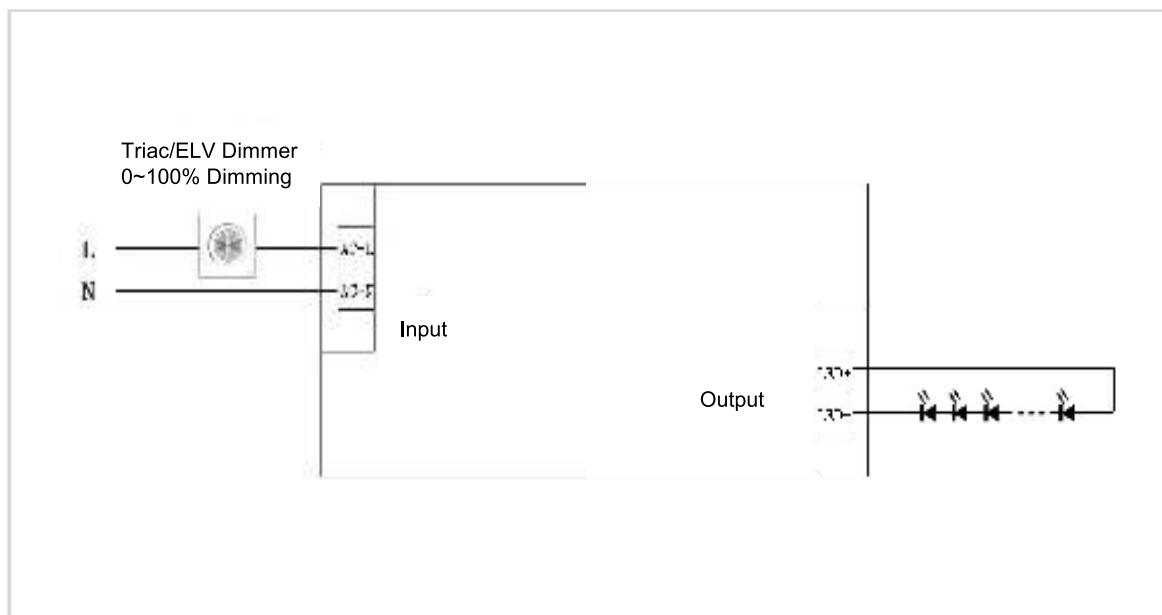 Triac/ELV Dimmer
0~100% Dimming
L
N
Input
Output